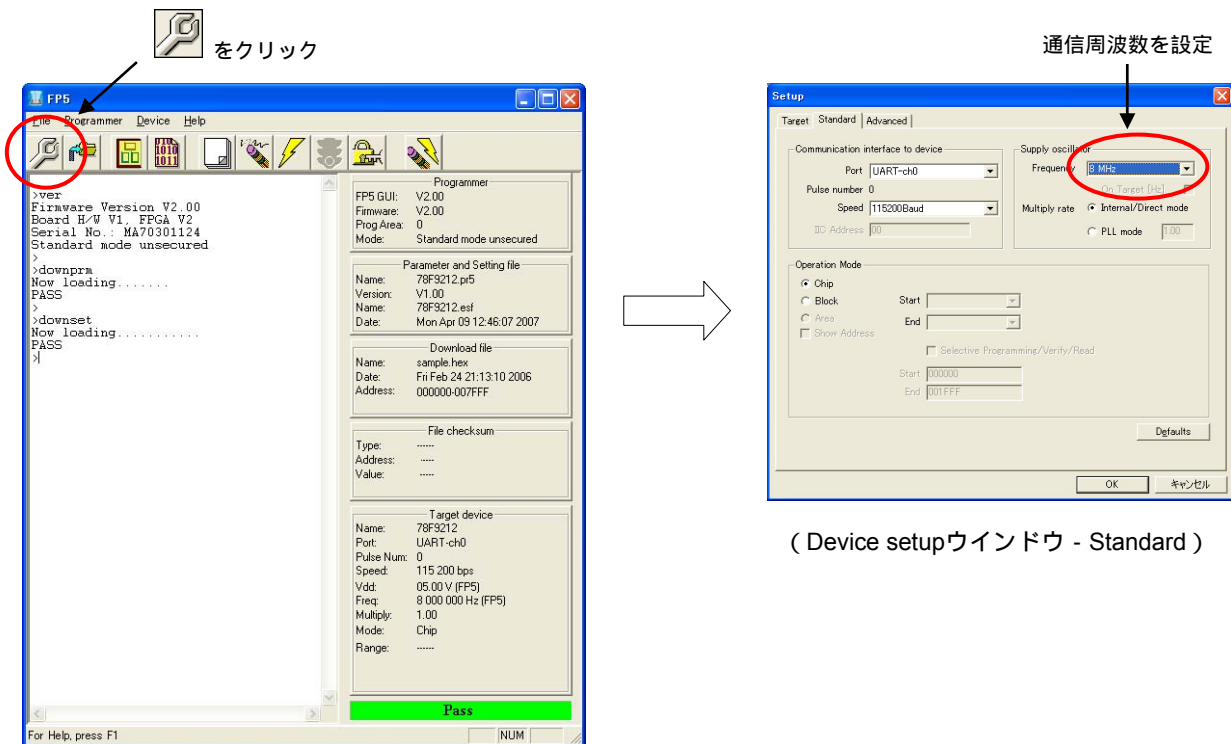 をクリック
通信周波数を設定
FP5
File Programmer Device Help
>ver
Firmware Version V2.00
Board H/W V1, FPGA V2
Serial No.: MA70301124
Standard mode unsecured
>
>downprm
Now loading.......
PASS
>
>downset
Now loading...........
PASS
>
Programmer
FP5 GUI: V2.00
Firmware: V2.00
Prog Area: 0
Mode: Standard mode unsecured
Parameter and Setting file
Name: 78F9212.pr5
Version: V1.00
Name: 78F9212.esf
Date: Mon Apr 09 12:46:07 2007
Download file
Name: sample.hex
Date: Fri Feb 24 21:13:10 2006
Address: 000000-007FFF
File checksum
Type: ------
Address: ------
Value: ------
Target device
Name: 78F9212
Port: UART-ch0
Pulse Num: 0
Speed: 115 200 bps
Vdd: 05.00 V (FP5)
Freq: 8 000 000 Hz (FP5)
Multiply: 1.00
Mode: Chip
Range: ------
Pass
For Help, press F1 NUM
Setup
Target Standard Advanced
Communication interface to device
Port UART-ch0
Pulse number 0
Speed 115200Baud
IIC Address 00
Supply oscillator
Frequency 8 MHz
On Target [Hz]
Multiply rate Internal/Direct mode
PLL mode 1.00
Operation Mode
Chip
Block Start
Area End
Show Address
Selective Programming/Verify/Read
Start 000000
End 001FFF
Defaults
OK キャンセル
( Device setupウインドウ - Standard )